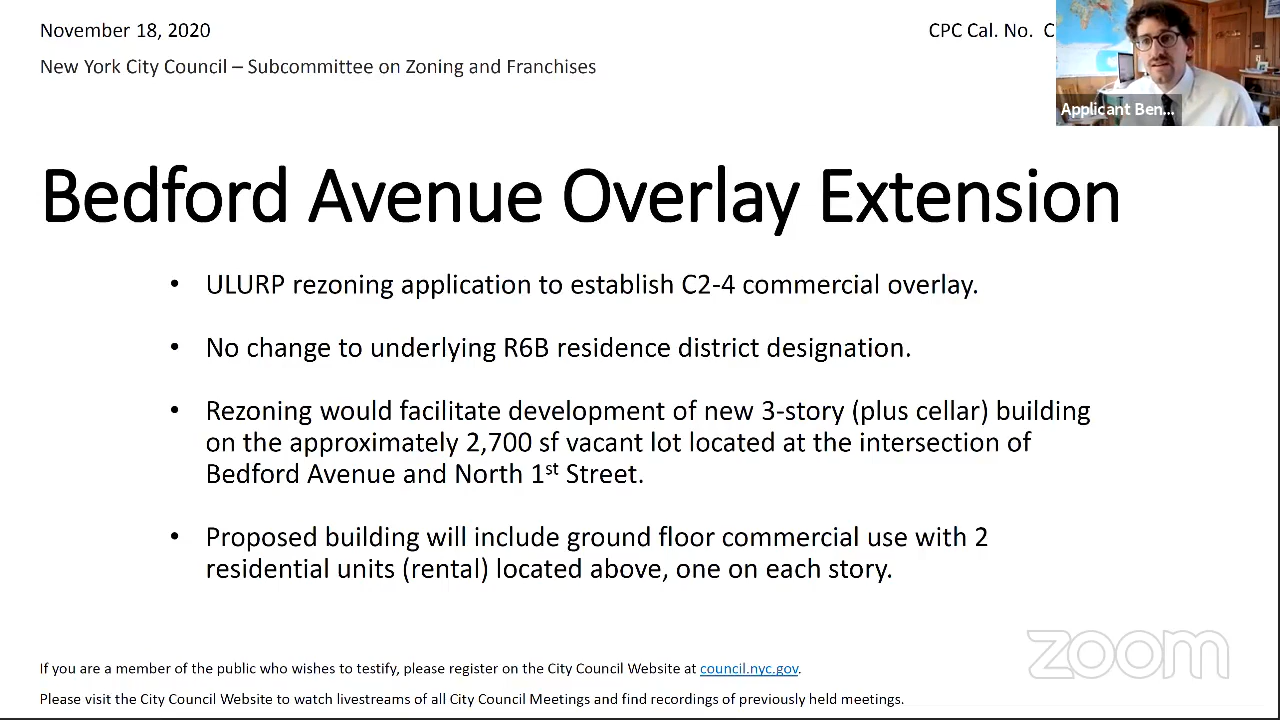 November 18, 2020
CPC Cal. No. C
New York City Council – Subcommittee on Zoning and Franchises
Applicant Ben...
Bedford Avenue Overlay Extension
• ULURP rezoning application to establish C2-4 commercial overlay.
• No change to underlying R6B residence district designation.
• Rezoning would facilitate development of new 3-story (plus cellar) building
on the approximately 2,700 sf vacant lot located at the intersection of
Bedford Avenue and North 1st Street.
• Proposed building will include ground floor commercial use with 2
residential units (rental) located above, one on each story.
zoom
If you are a member of the public who wishes to testify, please register on the City Council Website at council.nyc.gov.
Please visit the City Council Website to watch livestreams of all City Council Meetings and find recordings of previously held meetings.